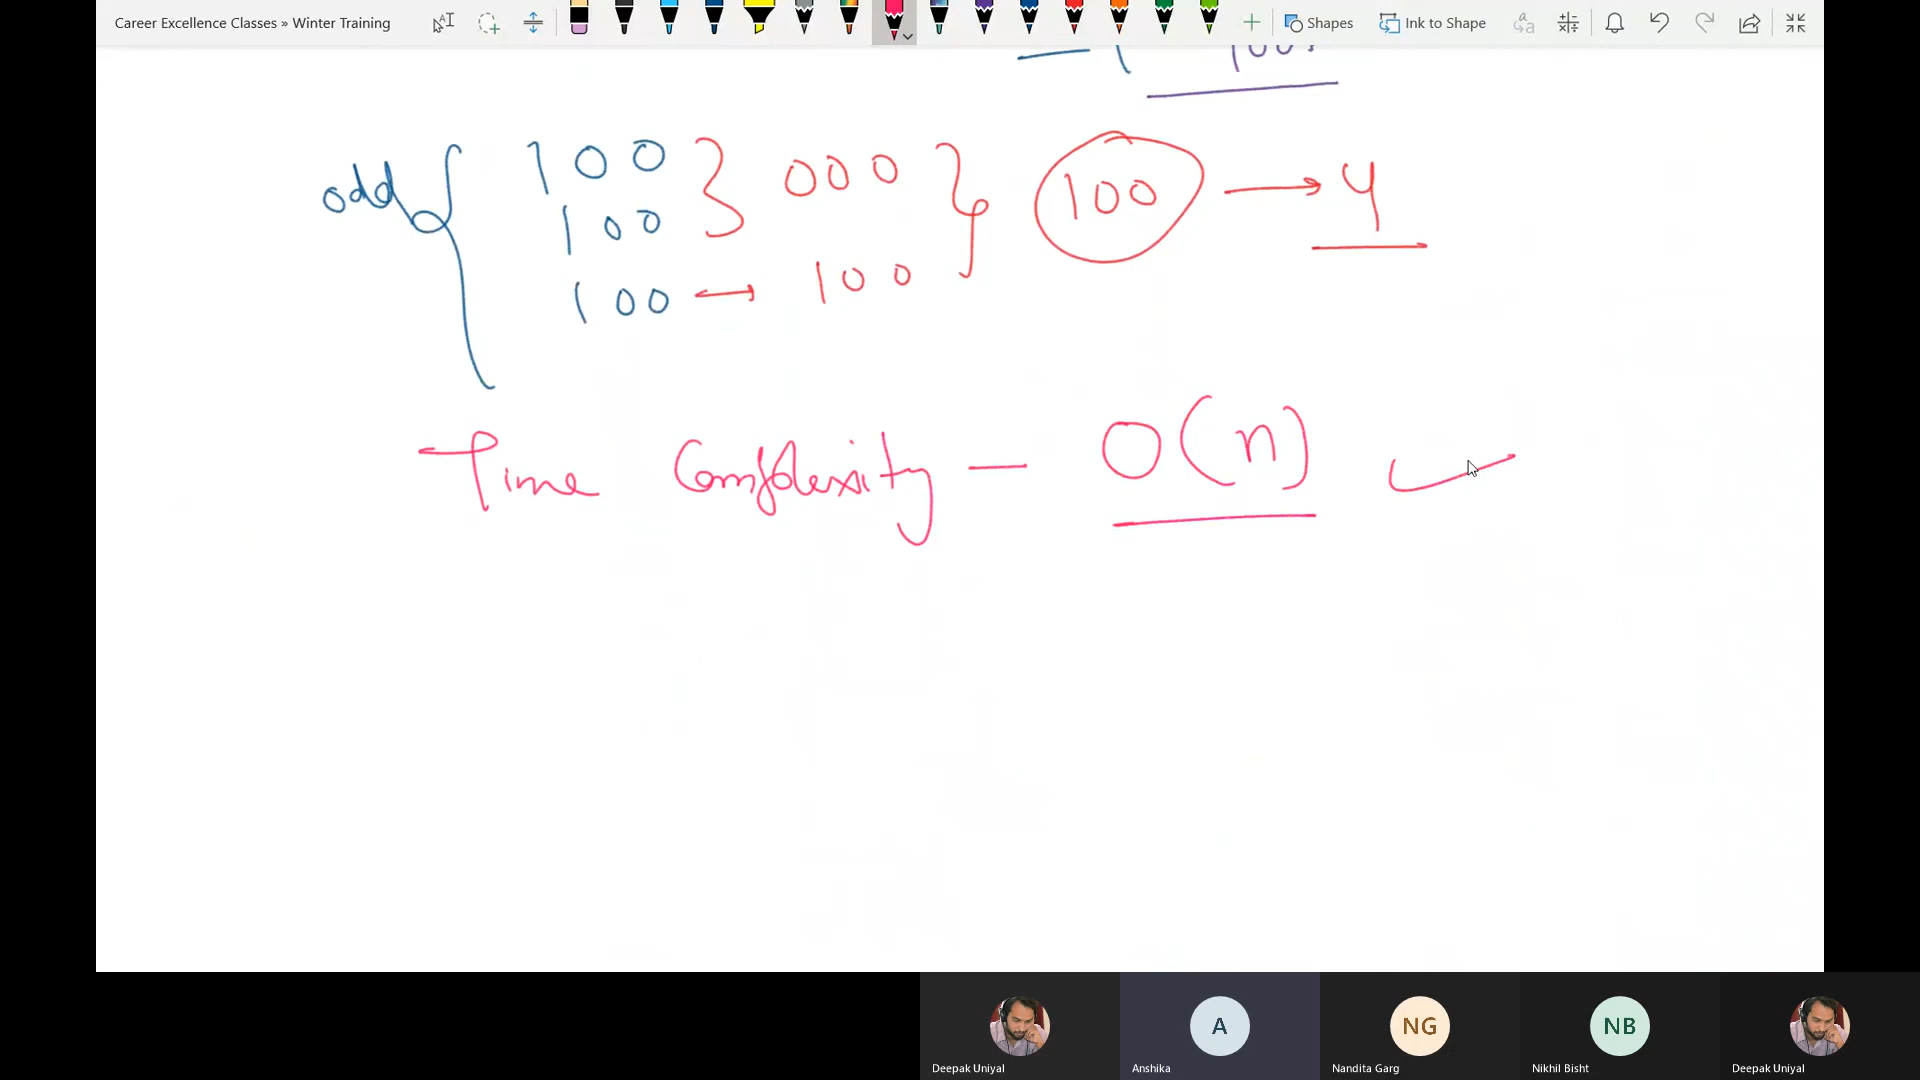 Career Excellence Classes » Winter Training
Shapes
Ink to Shape
100.
odd { 100 } 000 } 100 → 4
100
100 ↔ 100
Time Complexity — O(n) ✓
Deepak Uniyal
A
Anshika
NG
Nandita Garg
NB
Nikhil Bisht
Deepak Uniyal